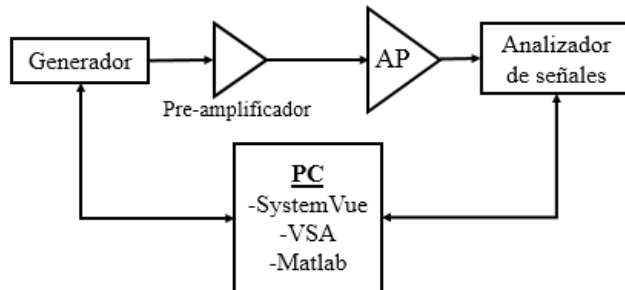 Generador
Pre-amplificador
AP
Analizador
de señales
PC
-SystemVue
-VSA
-Matlab